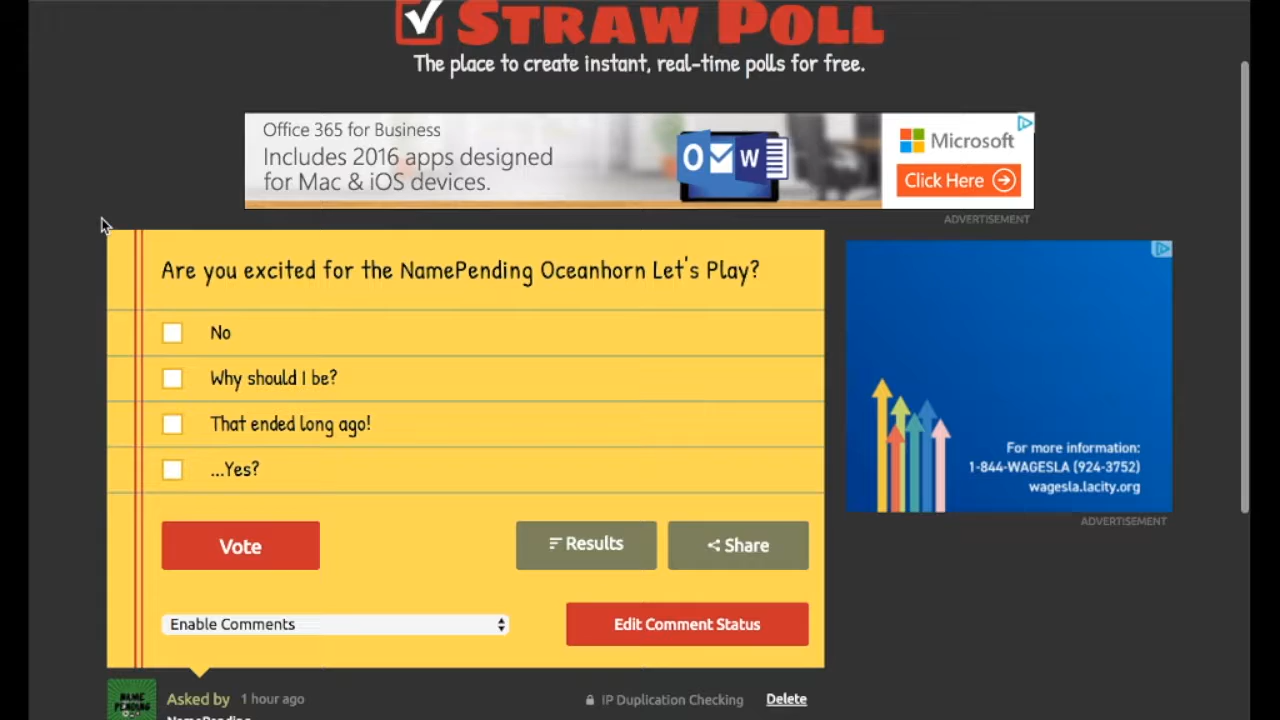 STRAW POLL
The place to create instant, real-time polls for free.
Office 365 for Business
Includes 2016 apps designed
for Mac & iOS devices.
O
W
Microsoft
Click Here
ADVERTISEMENT
Are you excited for the NamePending Oceanhorn Let's Play?
No
Why should I be?
That ended long ago!
...Yes?
Vote
Results
Share
Enable Comments
Edit Comment Status
For more information:
1-844-WAGESLA (924-3752)
wagesla.lacity.org
ADVERTISEMENT
NAME
PENDING
Asked by 1 hour ago
IP Duplication Checking
Delete
NamePending